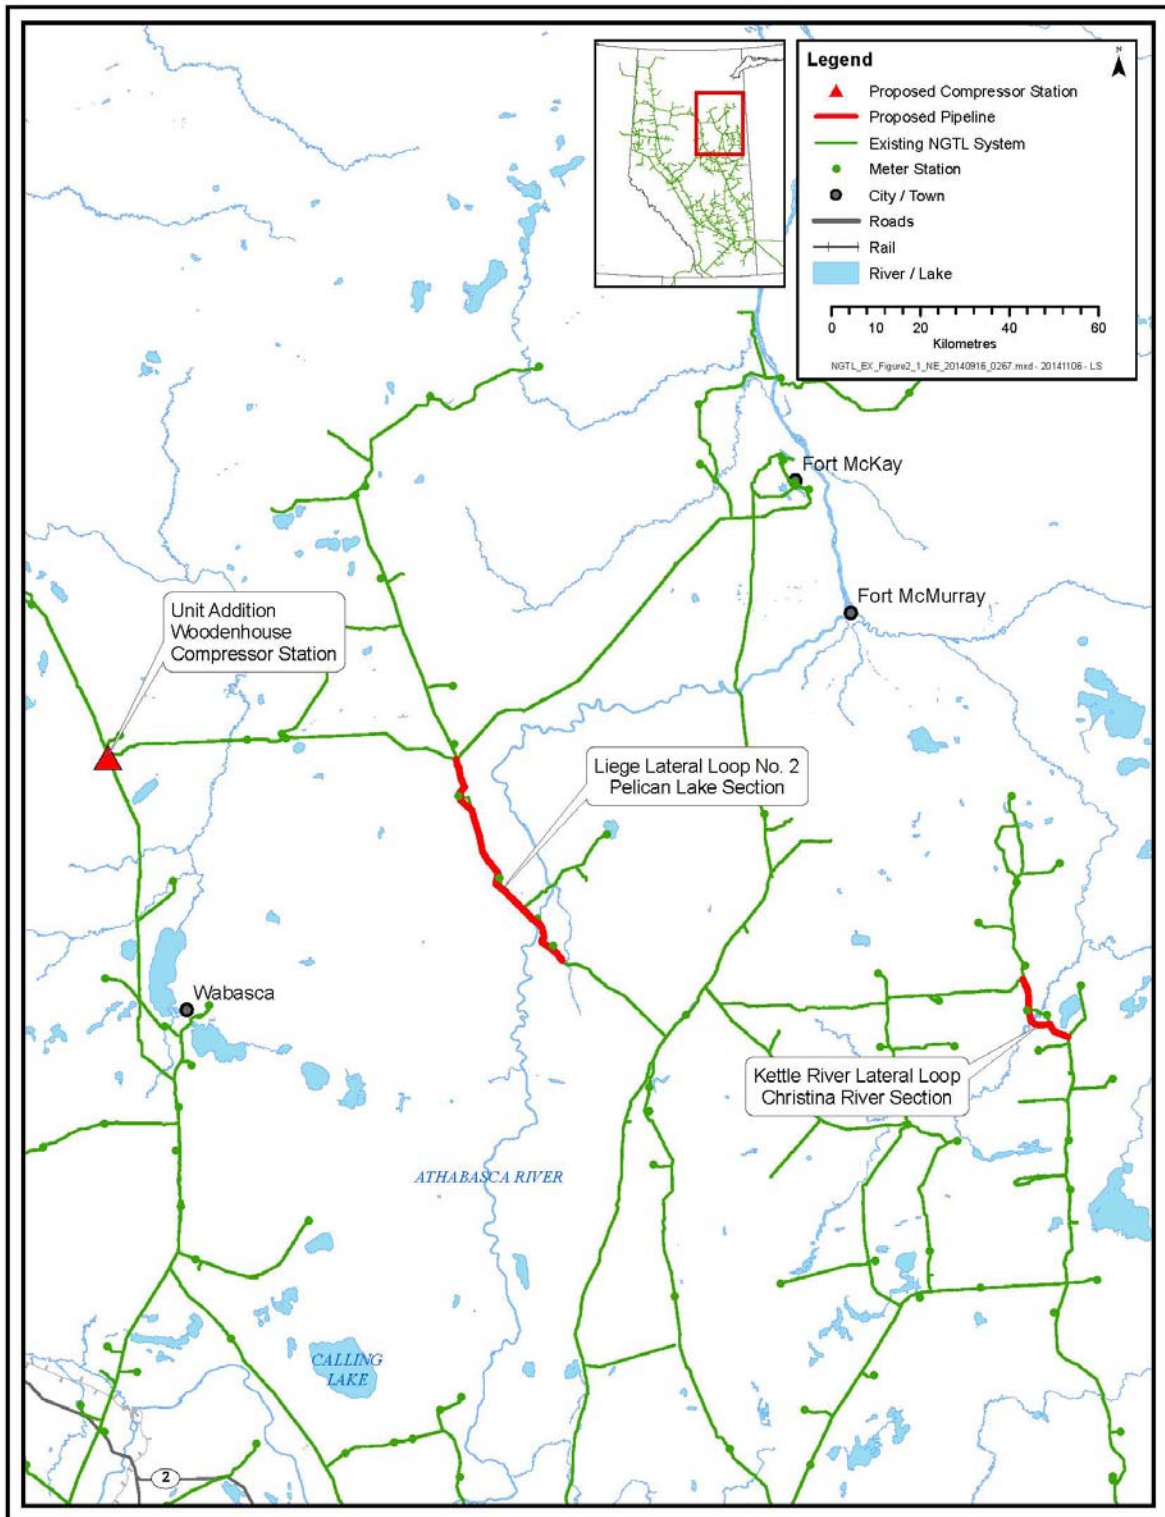 Legend
N
Proposed Compressor Station
Proposed Pipeline
Existing NGTL System
Meter Station
City / Town
Roads
Rail
River / Lake
0 10 20 40 60
Kilometres
NGTL_EX_Figure2_1_NE_20140916_0267.mxd - 20141106 - LS
Fort McKay
Fort McMurray
Unit Addition
Woodenhouse
Compressor Station
Liege Lateral Loop No. 2
Pelican Lake Section
Wabasca
Kettle River Lateral Loop
Christina River Section
ATHABASCA RIVER
CALLING
LAKE
2